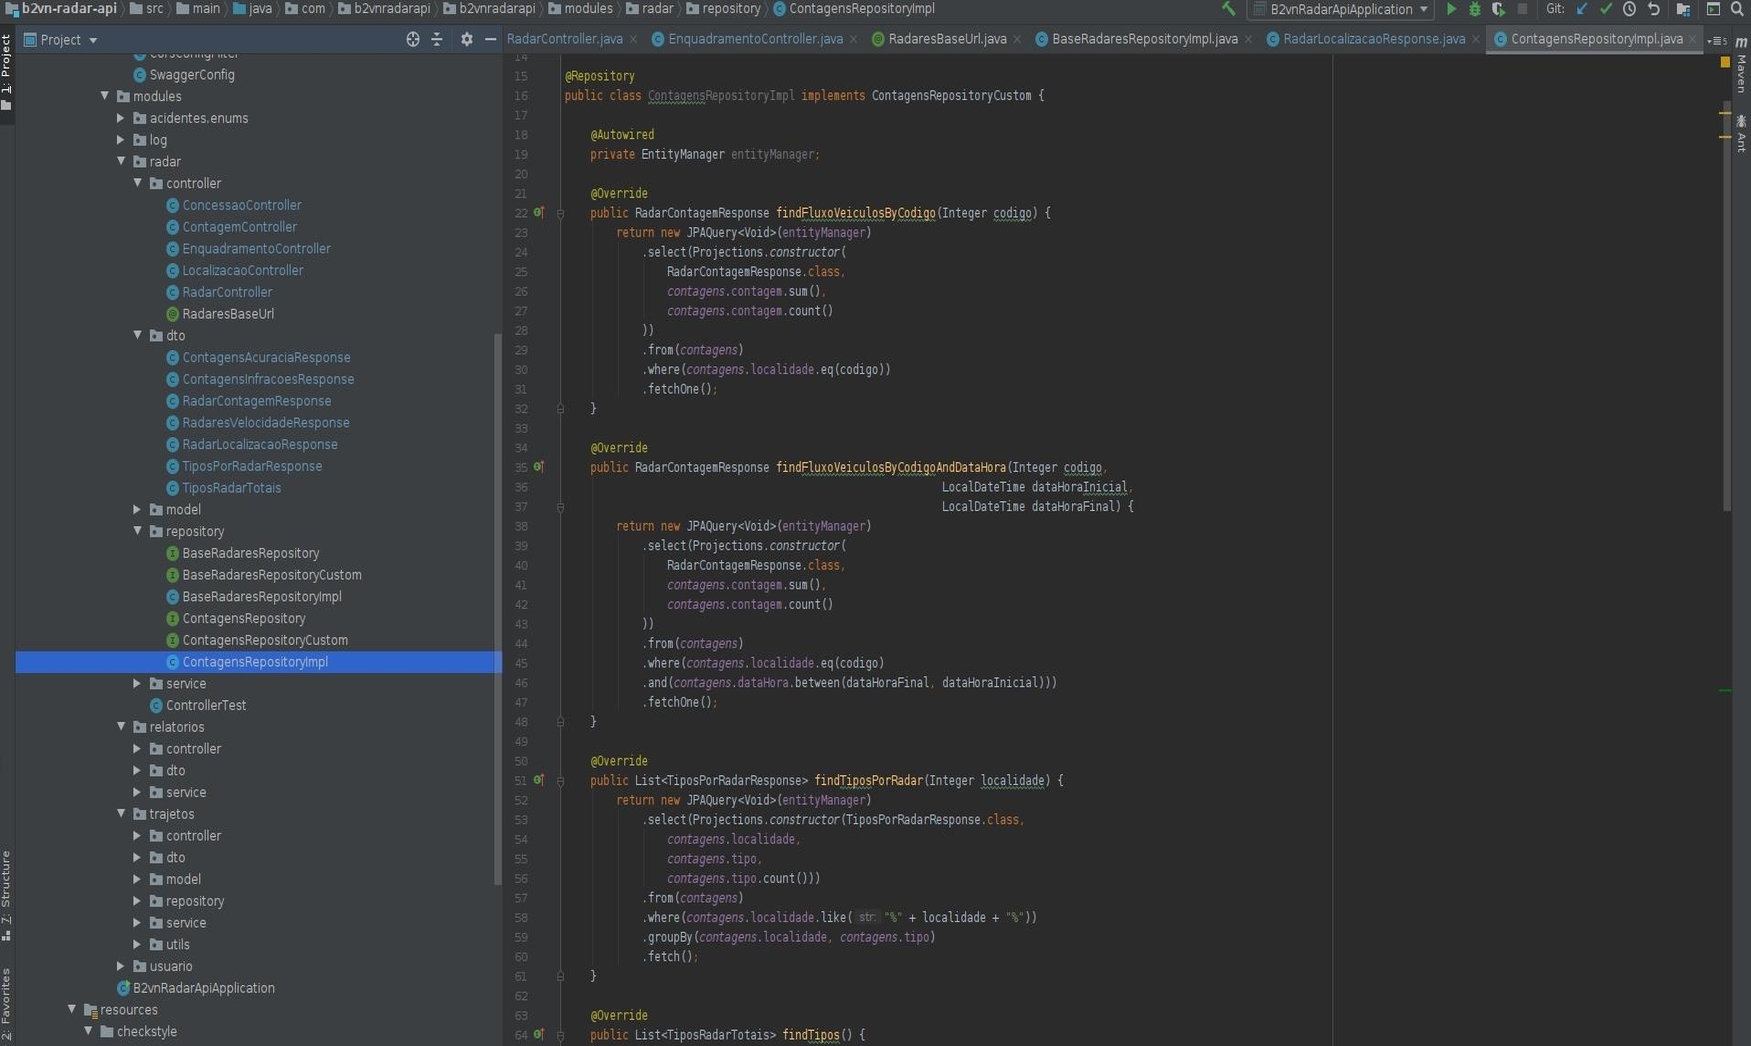 b2vn-radar-api src main java com b2vnradarapi b2vnradarapi modules radar repository ContagensRepositoryImpl B2vnRadarApiApplication Git:
Project
RadarController.java EnquadramentoController.java RadaresBaseUrl.java BaseRadaresRepositoryImpl.java RadarLocalizacaoResponse.java ContagensRepositoryImpl.java
1: Project
7: Structure
2: Favorites
Maven
Ant
SwaggerConfig
modules
acidentes.enums
log
radar
controller
ConcessaoController
ContagemController
EnquadramentoController
LocalizacaoController
RadarController
RadaresBaseUrl
dto
ContagensAcuraciaResponse
ContagensInfracoesResponse
RadarContagemResponse
RadaresVelocidadeResponse
RadarLocalizacaoResponse
TiposPorRadarResponse
TiposRadarTotais
model
repository
BaseRadaresRepository
BaseRadaresRepositoryCustom
BaseRadaresRepositoryImpl
ContagensRepository
ContagensRepositoryCustom
ContagensRepositoryImpl
service
ControllerTest
relatorios
controller
dto
service
trajetos
controller
dto
model
repository
service
utils
usuario
B2vnRadarApiApplication
resources
checkstyle
14
15 @Repository
16 public class ContagensRepositoryImpl implements ContagensRepositoryCustom {
17
18 @Autowired
19 private EntityManager entityManager;
20
21 @Override
22 public RadarContagemResponse findFluxoVeiculosByCodigo(Integer codigo) {
23 return new JPAQuery<Void>(entityManager)
24 .select(Projections.constructor(
25 RadarContagemResponse.class,
26 contagens.contagem.sum(),
27 contagens.contagem.count()
28 ))
29 .from(contagens)
30 .where(contagens.localidade.eq(codigo))
31 .fetchOne();
32 }
33
34 @Override
35 public RadarContagemResponse findFluxoVeiculosByCodigoAndDataHora(Integer codigo,
36 LocalDateTime dataHoraInicial,
37 LocalDateTime dataHoraFinal) {
38 return new JPAQuery<Void>(entityManager)
39 .select(Projections.constructor(
40 RadarContagemResponse.class,
41 contagens.contagem.sum(),
42 contagens.contagem.count()
43 ))
44 .from(contagens)
45 .where(contagens.localidade.eq(codigo)
46 .and(contagens.dataHora.between(dataHoraFinal, dataHoraInicial)))
47 .fetchOne();
48 }
49
50 @Override
51 public List<TiposPorRadarResponse> findTiposPorRadar(Integer localidade) {
52 return new JPAQuery<Void>(entityManager)
53 .select(Projections.constructor(TiposPorRadarResponse.class,
54 contagens.localidade,
55 contagens.tipo,
56 contagens.tipo.count()))
57 .from(contagens)
58 .where(contagens.localidade.like( str: "%" + localidade + "%"))
59 .groupBy(contagens.localidade, contagens.tipo)
60 .fetch();
61 }
62
63 @Override
64 public List<TiposRadarTotais> findTipos() {